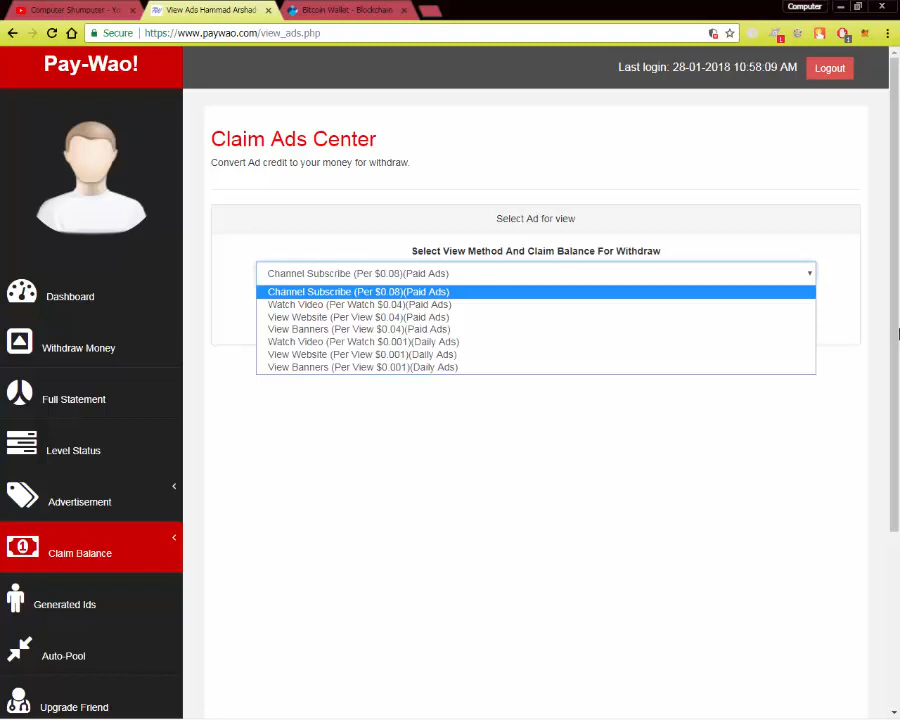 Computer Shumputer - Yo
View Ads Hammad Arshad
Bitcoin Wallet - Blockchain
Computer
Secure
https://www.paywao.com/view_ads.php
Pay-Wao!
Last login: 28-01-2018 10:58:09 AM
Logout
Claim Ads Center
Convert Ad credit to your money for withdraw.
Select Ad for view
Select View Method And Claim Balance For Withdraw
Channel Subscribe (Per $0.08)(Paid Ads)
Channel Subscribe (Per $0.08)(Paid Ads)
Watch Video (Per Watch $0.04)(Paid Ads)
View Website (Per View $0.04)(Paid Ads)
View Banners (Per View $0.04)(Paid Ads)
Watch Video (Per Watch $0.001)(Daily Ads)
View Website (Per View $0.001)(Daily Ads)
View Banners (Per View $0.001)(Daily Ads)
Dashboard
Withdraw Money
Full Statement
Level Status
Advertisement
Claim Balance
Generated Ids
Auto-Pool
Upgrade Friend